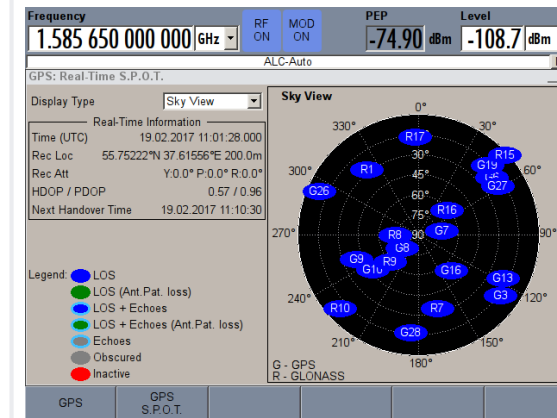 Frequency
1.585 650 000 000 000 GHz
RF ON
MOD ON
PEP
-74.90 dBm
Level
-108.7 dBm
ALC-Auto
GPS: Real-Time S.P.O.T.
Display Type Sky View
Real-Time Information
Time (UTC) 19.02.2017 11:01:28.000
Rec Loc 55.75222°N 37.61556°E 200.0m
Rec Att Y:0.0° P:0.0° R:0.0°
HDOP / PDOP 0.57 / 0.96
Next Handover Time 19.02.2017 11:10:30
Legend: LOS
LOS (Ant.Pat. loss)
LOS + Echoes
LOS + Echoes (Ant.Pat. loss)
Echoes
Obscured
Inactive
Sky View
0°
330° 30°
R17
R15
30°
G19
R1
300° 60°
45°
G27
G26
75° R16
270° R8 90 G7 90°
G8
G9 R9
G10 G16
G13
240° G3 120°
R10 R7
G28
210° 150°
180°
G - GPS
R - GLONASS
GPS
GPS
S.P.O.T.